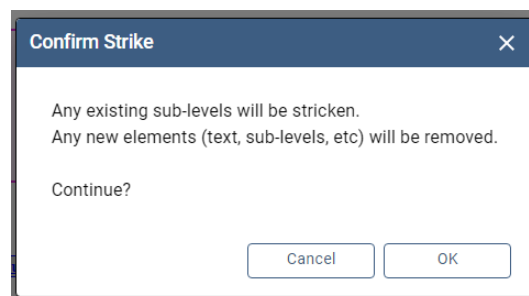 Confirm Strike
Any existing sub-levels will be stricken.
Any new elements (text, sub-levels, etc) will be removed.
Continue?
Cancel
OK